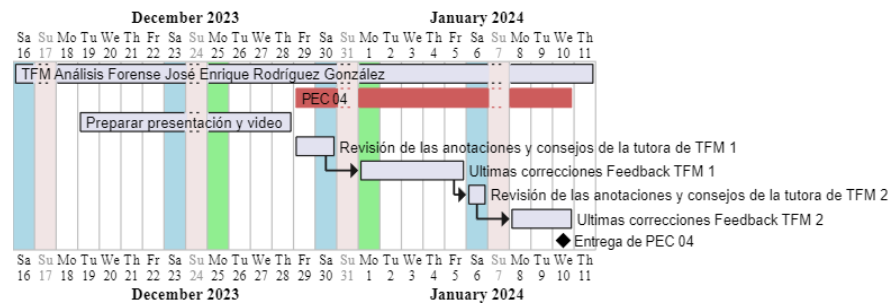 December 2023 January 2024
Sa Su Mo Tu We Th Fr Sa Su Mo Tu We Th Fr Sa Su Mo Tu We Th Fr Sa Su Mo Tu We Th
16 17 18 19 20 21 22 23 24 25 26 27 28 29 30 31 1 2 3 4 5 6 7 8 9 10 11
TFM Análisis Forense José Enrique Rodríguez González
PEC 04
Preparar presentación y video
Revisión de las anotaciones y consejos de la tutora de TFM 1
Ultimas correcciones Feedback TFM 1
Revisión de las anotaciones y consejos de la tutora de TFM 2
Ultimas correcciones Feedback TFM 2
Entrega de PEC 04
Sa Su Mo Tu We Th Fr Sa Su Mo Tu We Th Fr Sa Su Mo Tu We Th Fr Sa Su Mo Tu We Th
16 17 18 19 20 21 22 23 24 25 26 27 28 29 30 31 1 2 3 4 5 6 7 8 9 10 11
December 2023 January 2024